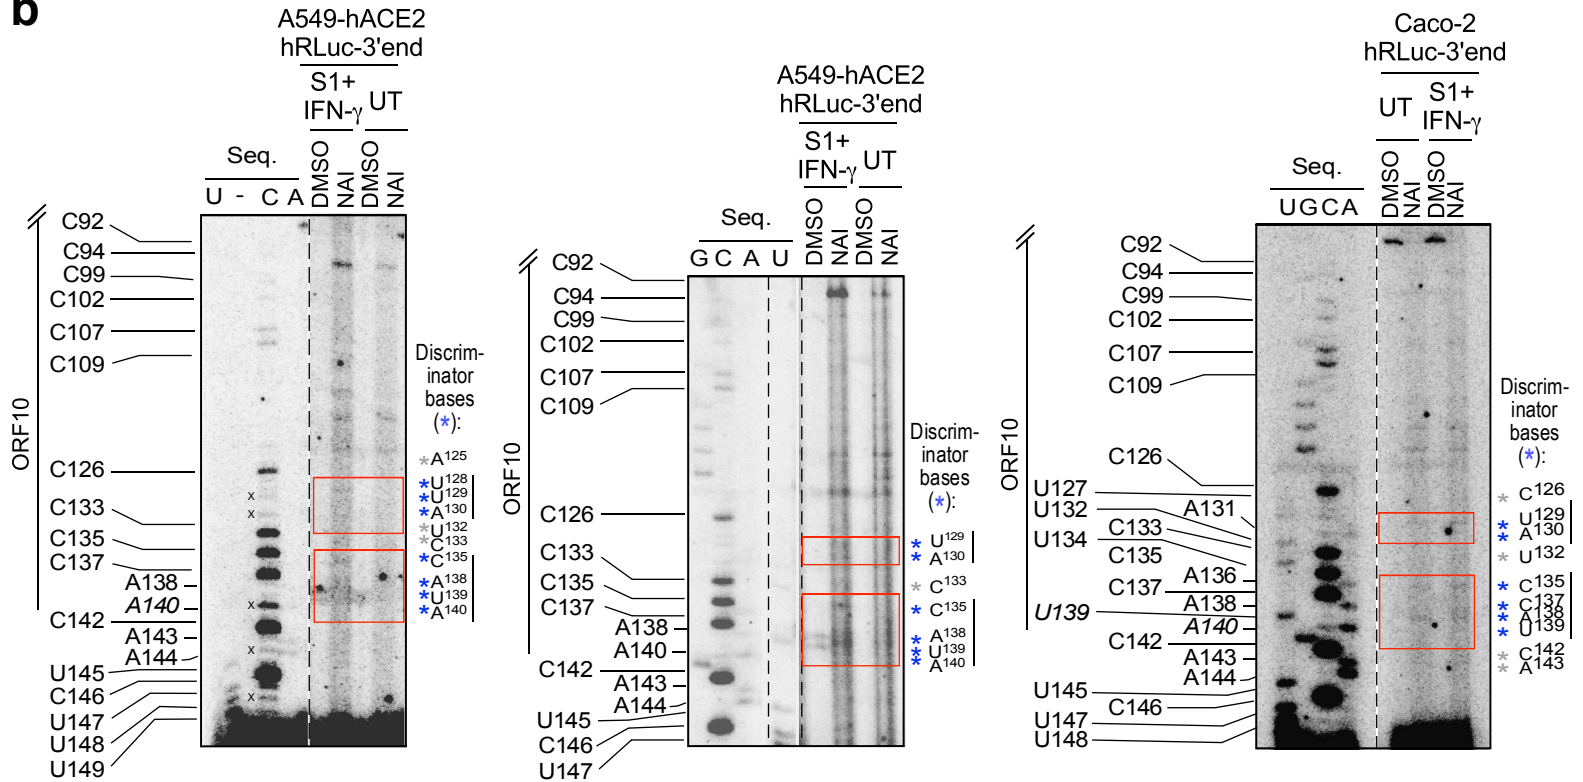 b
A549-hACE2
hRLuc-3'end
S1+
IFN-γ
UT
Seq.
DMSO
NAI
DMSO
NAI
U - C A
C92
C94
C99
C102
C107
C109
C126
C133
C135
C137
A138
A140
C142
A143
A144
U145
C146
U147
U148
U149
ORF10
x
x
x
x
x
Discrim-
inator
bases
(*):
*A125
*U128
*U129
*A130
*U132
*C133
*C135
*A138
*U139
*A140
A549-hACE2
hRLuc-3'end
S1+
IFN-γ
UT
Seq.
DMSO
NAI
DMSO
NAI
G C A U
C92
C94
C99
C102
C107
C109
C126
C133
C135
C137
A138
A140
C142
A143
A144
U145
C146
U147
ORF10
Discrim-
inator
bases
(*):
* U129
* A130
* C133
* C135
* A138
* U139
* A140
Caco-2
hRLuc-3'end
UT
S1+
IFN-γ
Seq.
DMSO
NAI
DMSO
NAI
UGCA
C92
C94
C99
C102
C107
C109
C126
U127
A131
U132
C133
U134
C135
A136
C137
A138
U139
A140
C142
A143
A144
U145
C146
U147
U148
ORF10
Discrim-
inator
bases
(*):
* C126
* U129
* A130
* U132
* C135
* C137
* A138
* U139
* C142
* A143